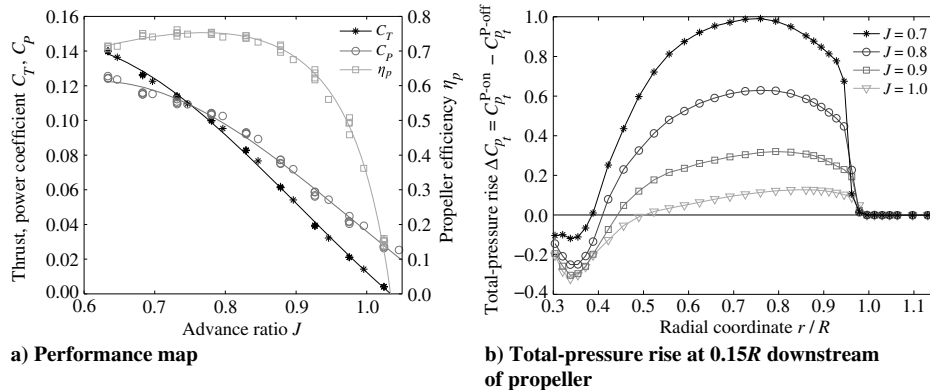 0.16
0.14
0.12
0.10
0.08
0.06
0.04
0.02
0.00
Thrust, power coefficient C_T, C_P
0.6 0.7 0.8 0.9 1.0
Advance ratio J
0.8
0.7
0.6
0.5
0.4
0.3
0.2
0.1
0.0
Propeller efficiency η_p
C_T
C_P
η_p
a) Performance map
1.0
0.8
0.6
0.4
0.2
0.0
−0.2
−0.4
Total-pressure rise ΔC_{p_t} = C_{p_t}^{P-on} − C_{p_t}^{P-off}
0.3 0.4 0.5 0.6 0.7 0.8 0.9 1.0 1.1
Radial coordinate r / R
J = 0.7
J = 0.8
J = 0.9
J = 1.0
b) Total-pressure rise at 0.15R downstream
of propeller